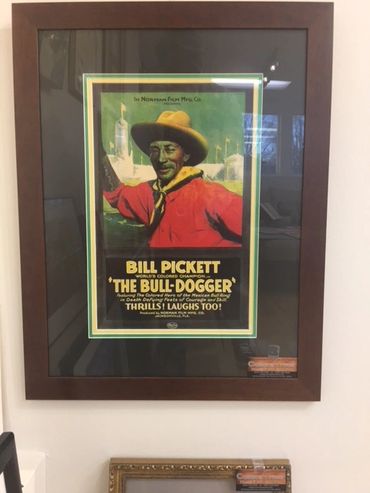 The NORMAN FILM MFG. CO.
BILL PICKETT
WORLD'S COLORED CHAMPION
"THE BULL-DOGGER"
featuring The Colored Hero of the Mexican Bull Ring
in Death Defying Feats of Courage and Skill.
THRILLS! LAUGHS TOO!
Produced by NORMAN FILM MFG. CO.
JACKSONVILLE, FLA.